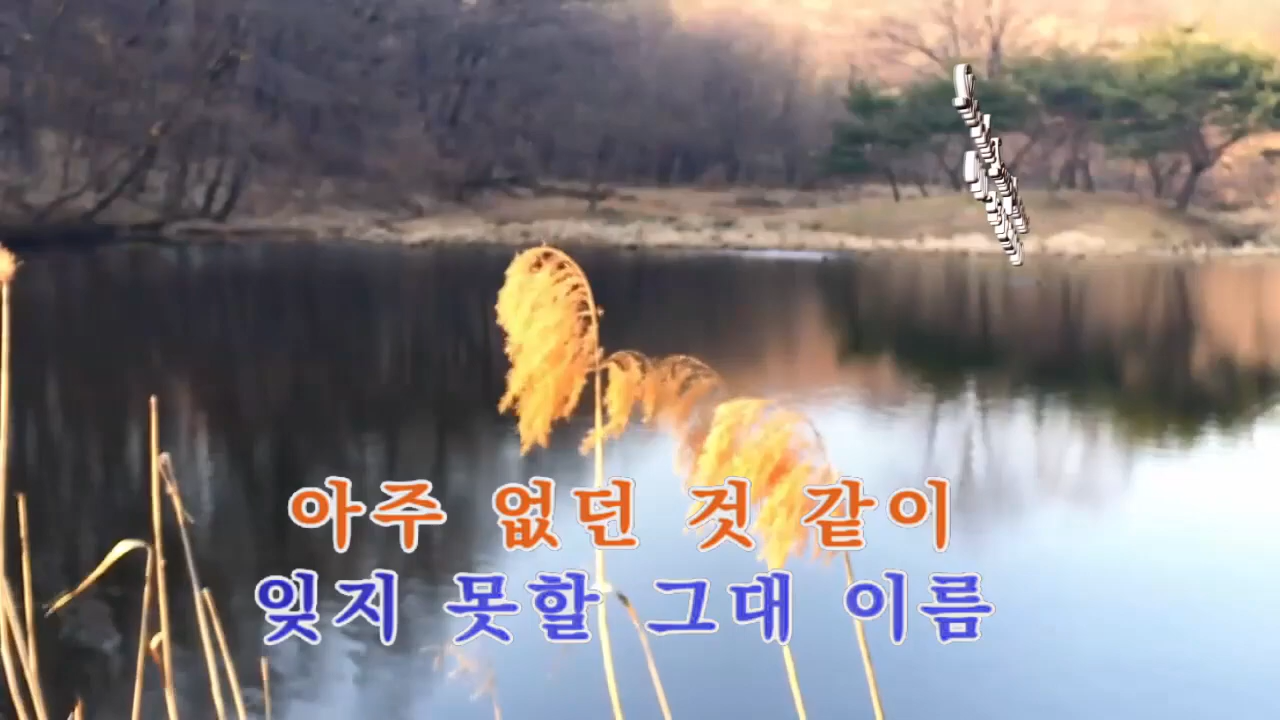 아주 없던 것 같이
잊지 못할 그대 이름